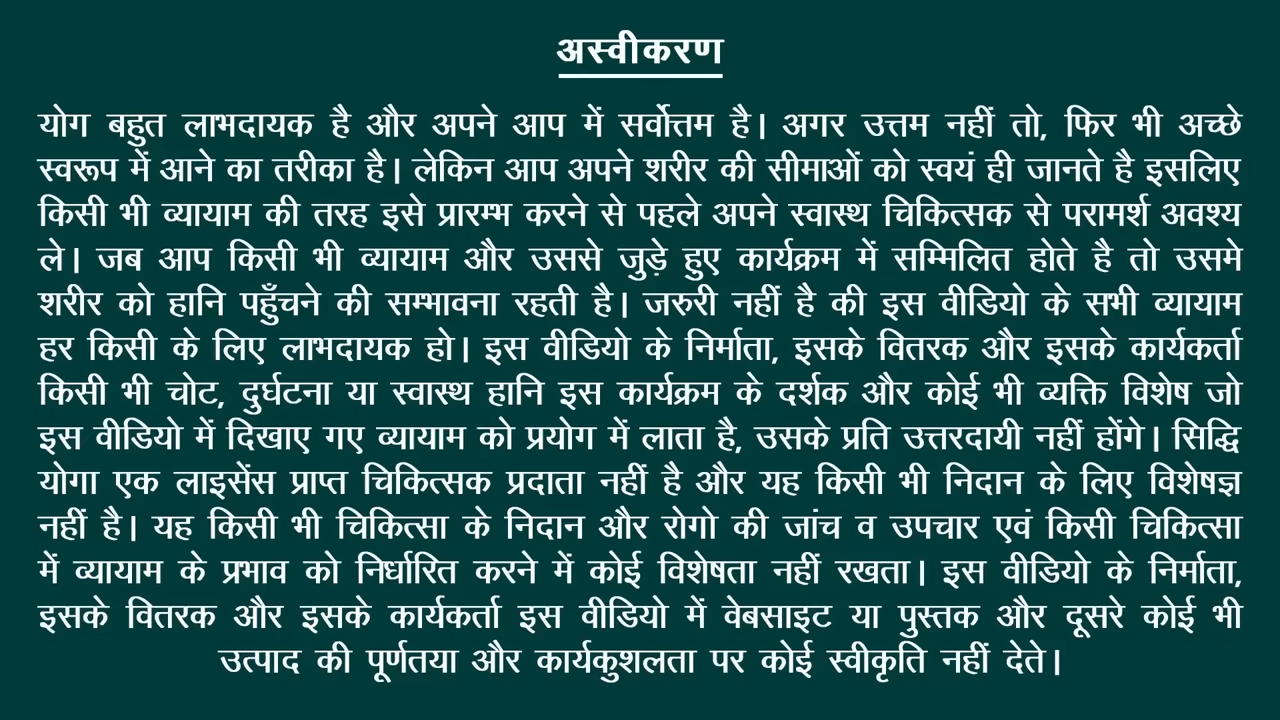 अस्वीकरण
योग बहुत लाभदायक है और अपने आप में सर्वोत्तम है। अगर उत्तम नहीं तो, फिर भी अच्छे
स्वरूप में आने का तरीका है। लेकिन आप अपने शरीर की सीमाओं को स्वयं ही जानते है इसलिए
किसी भी व्यायाम की तरह इसे प्रारम्भ करने से पहले अपने स्वास्थ चिकित्सक से परामर्श अवश्य
ले। जब आप किसी भी व्यायाम और उससे जुड़े हुए कार्यक्रम में सम्मिलित होते है तो उसमे
शरीर को हानि पहुँचने की सम्भावना रहती है। जरुरी नहीं है की इस वीडियो के सभी व्यायाम
हर किसी के लिए लाभदायक हो। इस वीडियो के निर्माता, इसके वितरक और इसके कार्यकर्ता
किसी भी चोट, दुर्घटना या स्वास्थ हानि इस कार्यक्रम के दर्शक और कोई भी व्यक्ति विशेष जो
इस वीडियो में दिखाए गए व्यायाम को प्रयोग में लाता है, उसके प्रति उत्तरदायी नहीं होंगे। सिद्धि
योगा एक लाइसेंस प्राप्त चिकित्सक प्रदाता नहीं है और यह किसी भी निदान के लिए विशेषज्ञ
नहीं है। यह किसी भी चिकित्सा के निदान और रोगो की जांच व उपचार एवं किसी चिकित्सा
में व्यायाम के प्रभाव को निर्धारित करने में कोई विशेषता नहीं रखता। इस वीडियो के निर्माता,
इसके वितरक और इसके कार्यकर्ता इस वीडियो में वेबसाइट या पुस्तक और दूसरे कोई भी
उत्पाद की पूर्णतया और कार्यकुशलता पर कोई स्वीकृति नहीं देते।